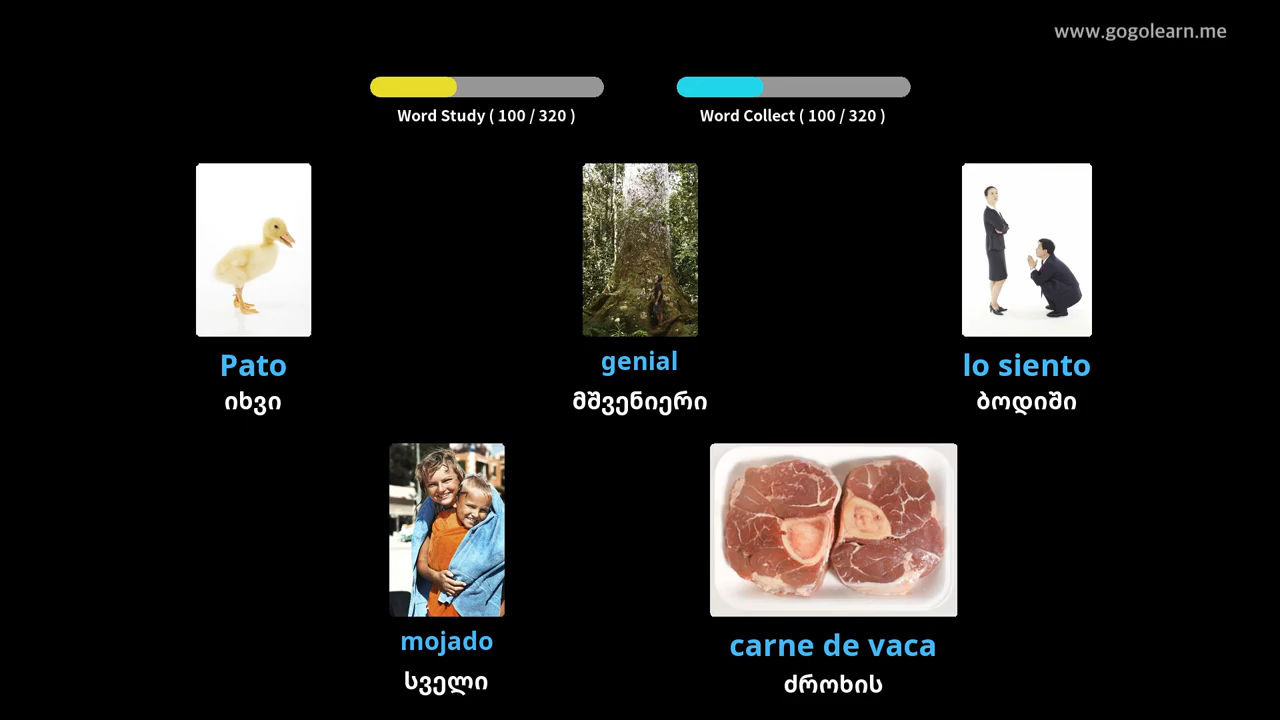 www.gogolearn.me
Word Study ( 100 / 320 )
Word Collect ( 100 / 320 )
Pato
იხვი
genial
მშვენიერი
lo siento
ბოდიში
mojado
სველი
carne de vaca
ძროხის